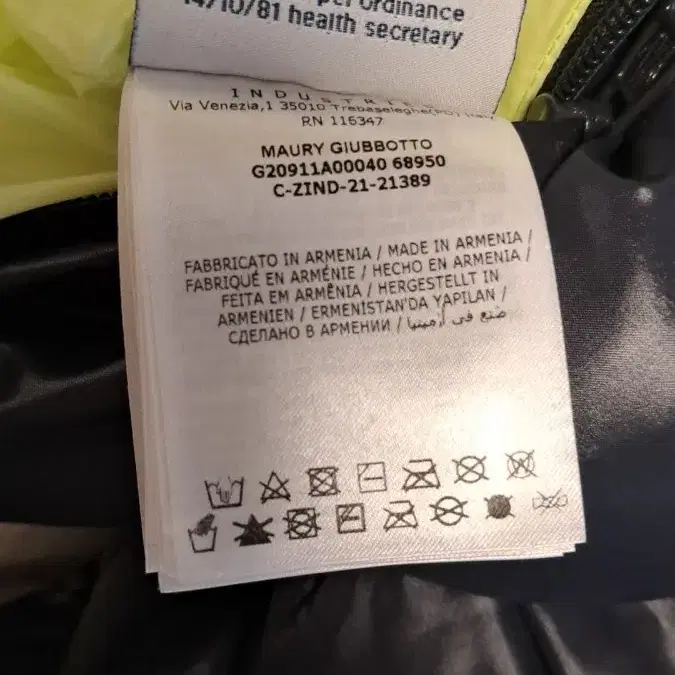 per ordinance
14/10/81 health secretary
INDUSTRIES
Via Venezia,1 35010 Trebaseleghe(PD)
RN 116347
MAURY GIUBBOTTO
G20911A00040 68950
C-ZIND-21-21389
FABBRICATO IN ARMENIA / MADE IN ARMENIA /
FABRIQUÉ EN ARMÉNIE / HECHO EN ARMENIA /
FEITA EM ARMÊNIA / HERGESTELLT IN
ARMENIEN / ERMENISTAN'DA YAPILAN /
СДЕЛАНО В АРМЕНИИ / صنع في أرمينيا